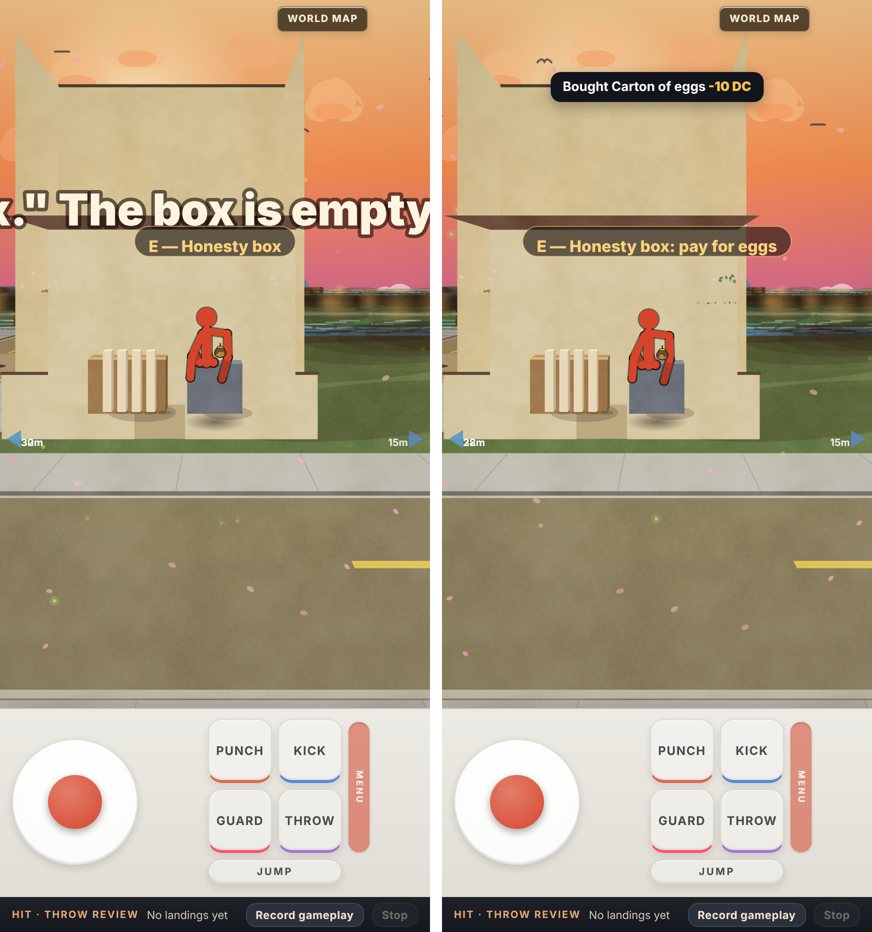 WORLD MAP
x." The box is empty
E — Honesty box
15m
PUNCH
KICK
MENU
GUARD
THROW
JUMP
HIT · THROW REVIEW No landings yet Record gameplay Stop
WORLD MAP
Bought Carton of eggs -10 DC
E — Honesty box: pay for eggs
15m
PUNCH
KICK
MENU
GUARD
THROW
JUMP
HIT · THROW REVIEW No landings yet Record gameplay Stop